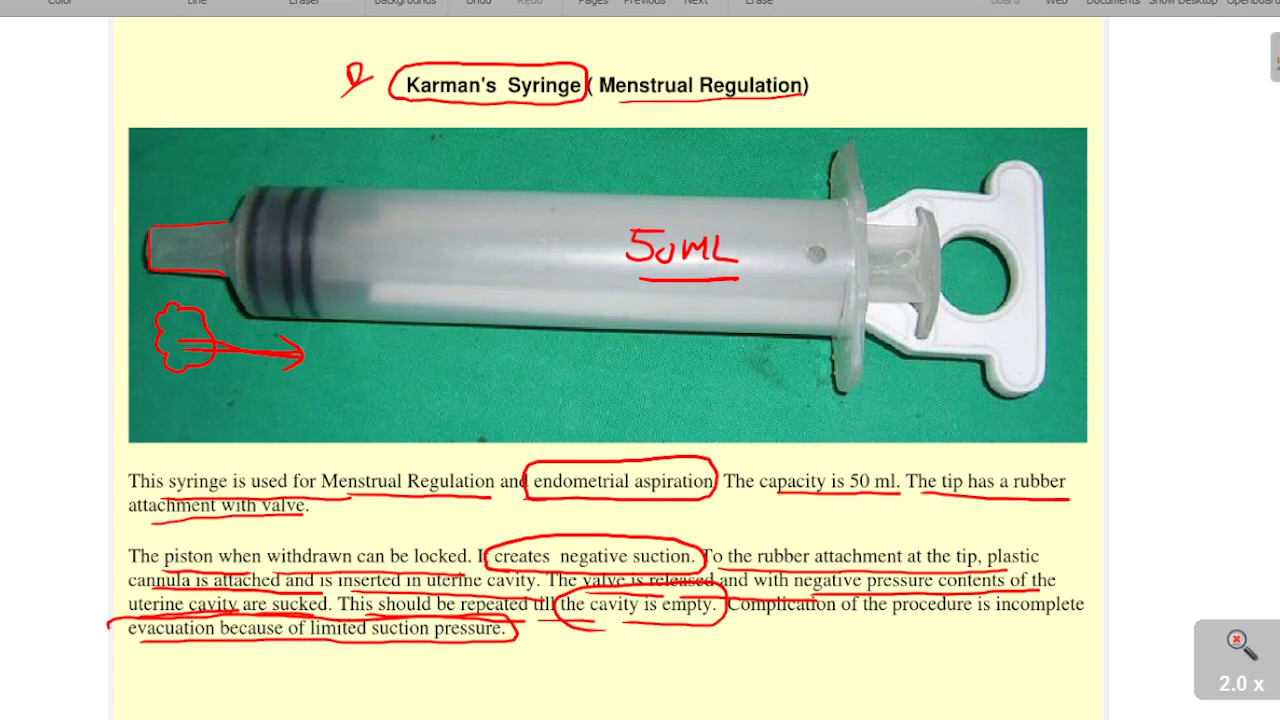 Color Line Eraser Backgrounds Undo Redo Pages Previous Next Erase Board Web Documents Show Desktop OpenBoard
Karman's Syringe ( Menstrual Regulation)
50ML
This syringe is used for Menstrual Regulation and endometrial aspiration. The capacity is 50 ml. The tip has a rubber
attachment with valve.
The piston when withdrawn can be locked. It creates negative suction. To the rubber attachment at the tip, plastic
cannula is attached and is inserted in uterine cavity. The valve is released and with negative pressure contents of the
uterine cavity are sucked. This should be repeated till the cavity is empty. Complication of the procedure is incomplete
evacuation because of limited suction pressure.
2.0 x